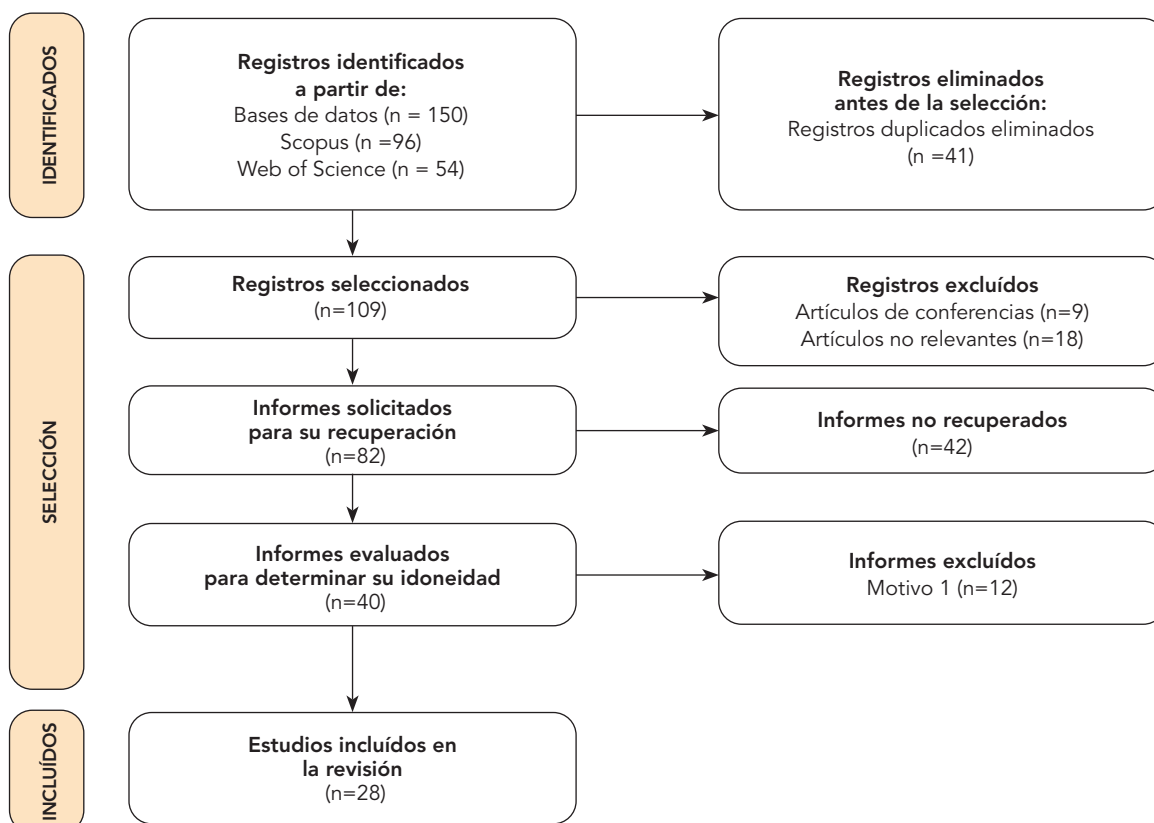 IDENTIFICADOS
Registros identificados
a partir de:
Bases de datos (n = 150)
Scopus (n =96)
Web of Science (n = 54)
Registros eliminados
antes de la selección:
Registros duplicados eliminados
(n =41)
SELECCIÓN
Registros seleccionados
(n=109)
Registros excluídos
Artículos de conferencias (n=9)
Artículos no relevantes (n=18)
Informes solicitados
para su recuperación
(n=82)
Informes no recuperados
(n=42)
Informes evaluados
para determinar su idoneidad
(n=40)
Informes excluídos
Motivo 1 (n=12)
INCLUÍDOS
Estudios incluídos en
la revisión
(n=28)